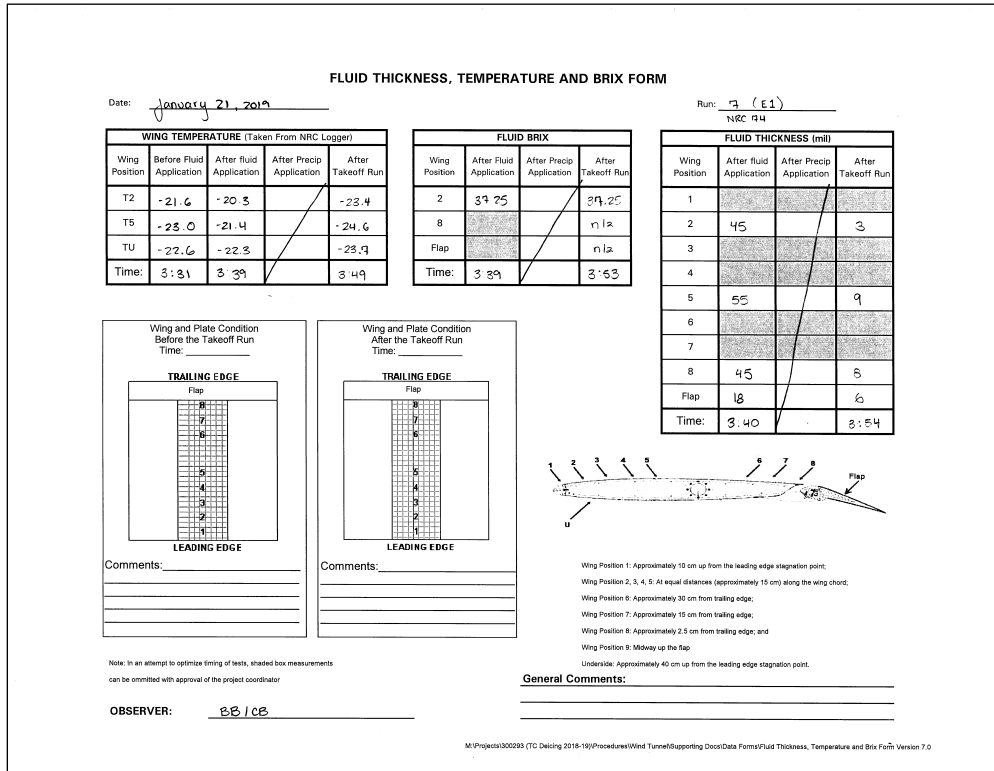 FLUID THICKNESS, TEMPERATURE AND BRIX FORM
Date: January 21, 2019
Run: 7 (E1)
NRC 74
WING TEMPERATURE (Taken From NRC Logger)
Wing Position Before Fluid Application After fluid Application After Precip Application After Takeoff Run
T2 -21.6 -20.3 -23.4
T5 -23.0 -21.4 -24.6
TU -22.6 -22.3 -23.7
Time: 3:31 3:39 3:49
FLUID BRIX
Wing Position After Fluid Application After Precip Application After Takeoff Run
2 37.25 37.25
8 n/a
Flap n/a
Time: 3:39 3:53
FLUID THICKNESS (mil)
Wing Position After fluid Application After Precip Application After Takeoff Run
1
2 45 3
3
4
5 55 9
6
7
8 45 8
Flap 18 6
Time: 3:40 3:54
Wing and Plate Condition
Before the Takeoff Run
Time:
TRAILING EDGE
Flap
8
7
6
5
4
3
2
1
LEADING EDGE
Comments:
Wing and Plate Condition
After the Takeoff Run
Time:
TRAILING EDGE
Flap
8
7
6
5
4
3
2
1
LEADING EDGE
Comments:
1 2 3 4 5 6 7 8 Flap
U
Wing Position 1: Approximately 10 cm up from the leading edge stagnation point;
Wing Position 2, 3, 4, 5: At equal distances (approximately 15 cm) along the wing chord;
Wing Position 6: Approximately 30 cm from trailing edge;
Wing Position 7: Approximately 15 cm from trailing edge;
Wing Position 8: Approximately 2.5 cm from trailing edge; and
Wing Position 9: Midway up the flap
Underside: Approximately 40 cm up from the leading edge stagnation point.
Note: In an attempt to optimize timing of tests, shaded box measurements
can be ommitted with approval of the project coordinator
General Comments:
OBSERVER: BB / CB
M:\Projects\300293 (TC Deicing 2018-19)\Procedures\Wind Tunnel\Supporting Docs\Data Forms\Fluid Thickness, Temperature and Brix Form Version 7.0